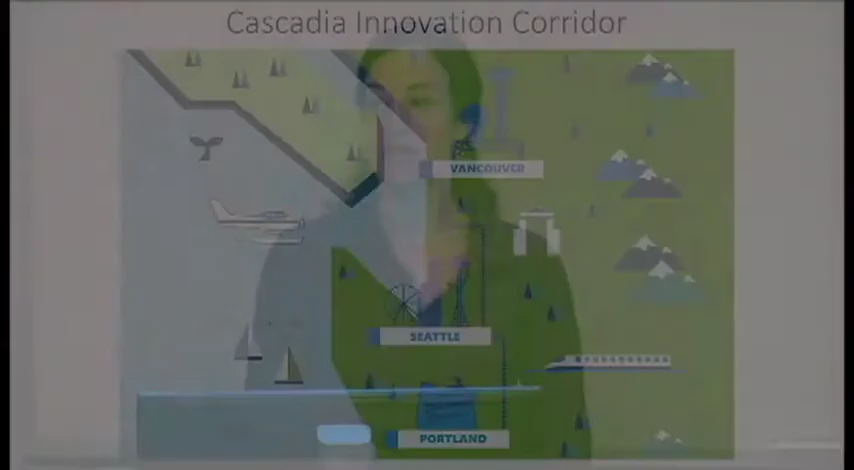 Cascadia Innovation Corridor
VANCOUVER
SEATTLE
PORTLAND